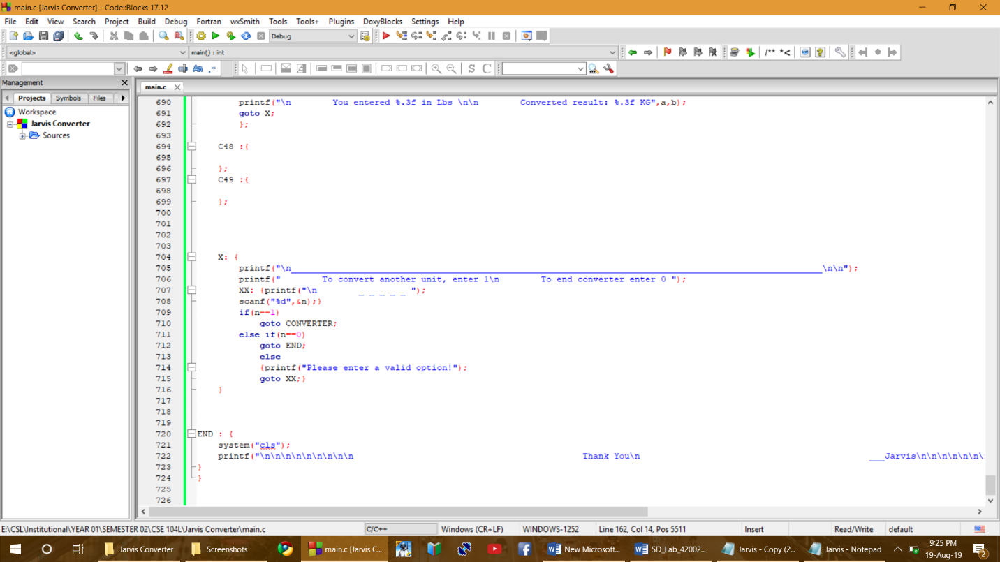 main.c [Jarvis Converter] - Code::Blocks 17.12
File Edit View Search Project Build Debug Fortran wxSmith Tools Tools+ Plugins DoxyBlocks Settings Help
Debug
<global> main() : int
/** *<
S C
Management
main.c
Projects Symbols Files
Workspace
Jarvis Converter
Sources
690 printf("\n You entered %.3f in Lbs \n\n Converted result: %.3f KG",a,b);
691 goto X;
692 };
693
694 C48 :{
695
696 };
697 C49 :{
698
699 };
700
701
702
703
704 X: {
705 printf("\n______________________________________________________________________________________________________\n\n");
706 printf(" To convert another unit, enter 1\n To end converter enter 0 ");
707 XX: {printf("\n _ _ _ _ _ ");
708 scanf("%d",&n);}
709 if(n==1)
710 goto CONVERTER;
711 else if(n==0)
712 goto END;
713 else
714 {printf("Please enter a valid option!");
715 goto XX;}
716 }
717
718
719
720 END : {
721 system("cls");
722 printf("\n\n\n\n\n\n\n\n\n Thank You\n ___Jarvis\n\n\n\n\n\n\
723 }
724 }
725
726
E:\CSL\Institutional\YEAR 01\SEMESTER 02\CSE 104L\Jarvis Converter\main.c C/C++ Windows (CR+LF) WINDOWS-1252 Line 162, Col 14, Pos 5511 Insert Read/Write default
Jarvis Converter Screenshots main.c [Jarvis C... New Microsoft... SD_Lab_42002... Jarvis - Copy (2... Jarvis - Notepad
9:25 PM
19-Aug-19
2